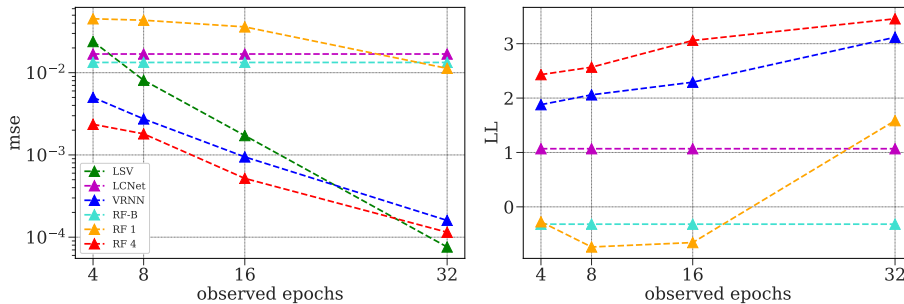 10⁻²
10⁻³
10⁻⁴
mse
LSV
LCNet
VRNN
RF-B
RF 1
RF 4
4 8 16 32
observed epochs
3
2
1
0
LL
4 8 16 32
observed epochs